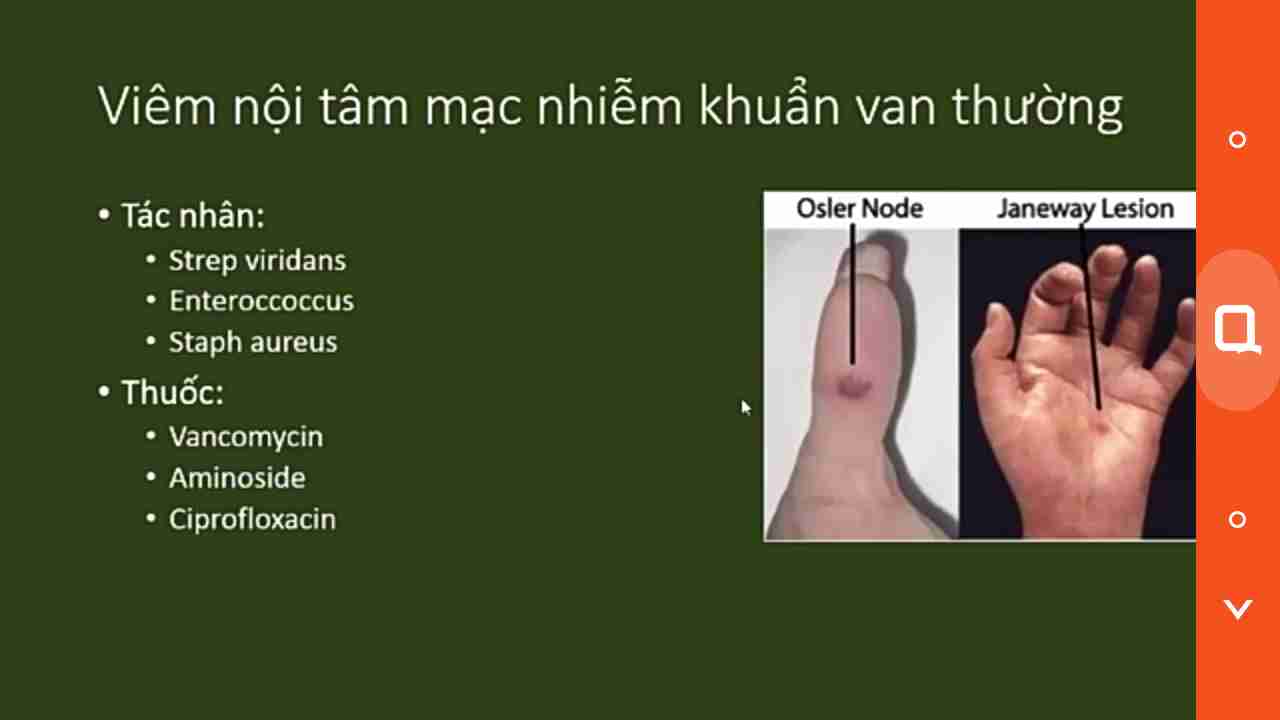 Viêm nội tâm mạc nhiễm khuẩn van thường
• Tác nhân:
• Strep viridans
• Enteroccoccus
• Staph aureus
• Thuốc:
• Vancomycin
• Aminoside
• Ciprofloxacin
Osler Node
Janeway Lesion